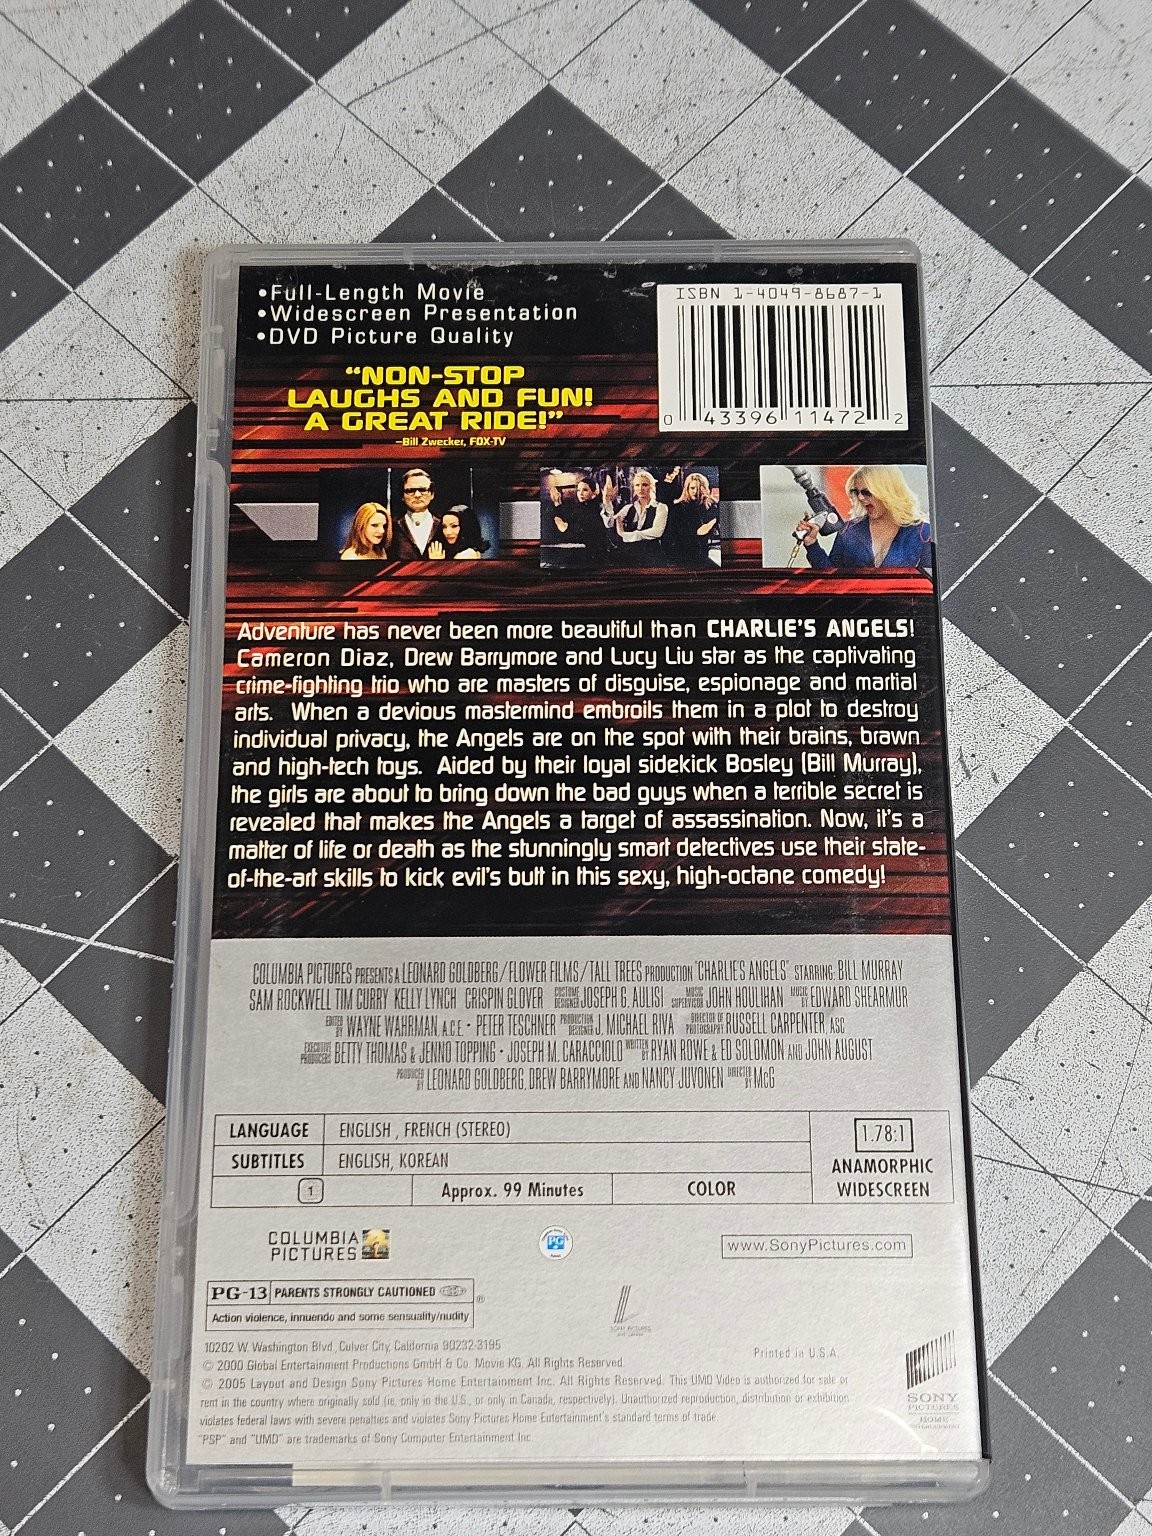 •Full-Length Movie
•Widescreen Presentation
•DVD Picture Quality
ISBN 1-4049-8687-1
0 43396 11472 2
"NON-STOP
LAUGHS AND FUN!
A GREAT RIDE!"
–Bill Zwecker, FOX-TV
Adventure has never been more beautiful than CHARLIE'S ANGELS!
Cameron Diaz, Drew Barrymore and Lucy Liu star as the captivating
crime-fighting trio who are masters of disguise, espionage and martial
arts. When a devious mastermind embroils them in a plot to destroy
individual privacy, the Angels are on the spot with their brains, brawn
and high-tech toys. Aided by their loyal sidekick Bosley (Bill Murray),
the girls are about to bring down the bad guys when a terrible secret is
revealed that makes the Angels a target of assassination. Now, it's a
matter of life or death as the stunningly smart detectives use their state-
of-the-art skills to kick evil's butt in this sexy, high-octane comedy!
COLUMBIA PICTURES PRESENTS A LEONARD GOLDBERG/FLOWER FILMS/TALL TREES PRODUCTION "CHARLIE'S ANGELS" STARRING BILL MURRAY
SAM ROCKWELL TIM CURRY KELLY LYNCH CRISPIN GLOVER COSTUME DESIGNER JOSEPH G. AULISI MUSIC SUPERVISOR JOHN HOULIHAN MUSIC BY EDWARD SHEARMUR
EDITED BY WAYNE WAHRMAN, A.C.E. • PETER TESCHNER PRODUCTION DESIGNER J. MICHAEL RIVA DIRECTOR OF PHOTOGRAPHY RUSSELL CARPENTER, ASC
EXECUTIVE PRODUCERS BETTY THOMAS & JENNO TOPPING • JOSEPH M. CARACCIOLO WRITTEN BY RYAN ROWE & ED SOLOMON AND JOHN AUGUST
PRODUCED BY LEONARD GOLDBERG, DREW BARRYMORE AND NANCY JUVONEN DIRECTED BY McG
LANGUAGE ENGLISH , FRENCH (STEREO)
SUBTITLES ENGLISH, KOREAN
1 Approx. 99 Minutes COLOR
1.78:1
ANAMORPHIC
WIDESCREEN
COLUMBIA
PICTURES
PG
www.SonyPictures.com
PG-13 PARENTS STRONGLY CAUTIONED ®
Action violence, innuendo and some sensuality/nudity
10202 W. Washington Blvd., Culver City, California 90232-3195
Printed in U.S.A.
© 2000 Global Entertainment Productions GmbH & Co. Movie KG. All Rights Reserved.
© 2005 Layout and Design Sony Pictures Home Entertainment Inc. All Rights Reserved. This UMD Video is authorized for sale or
rent in the country where originally sold (ie. only in the U.S., or only in Canada, respectively). Unauthorized reproduction, distribution or exhibition
violates federal laws with severe penalties and violates Sony Pictures Home Entertainment's standard terms of trade.
"PSP" and "UMD" are trademarks of Sony Computer Entertainment Inc.
SONY
PICTURES
HOME
ENTERTAINMENT